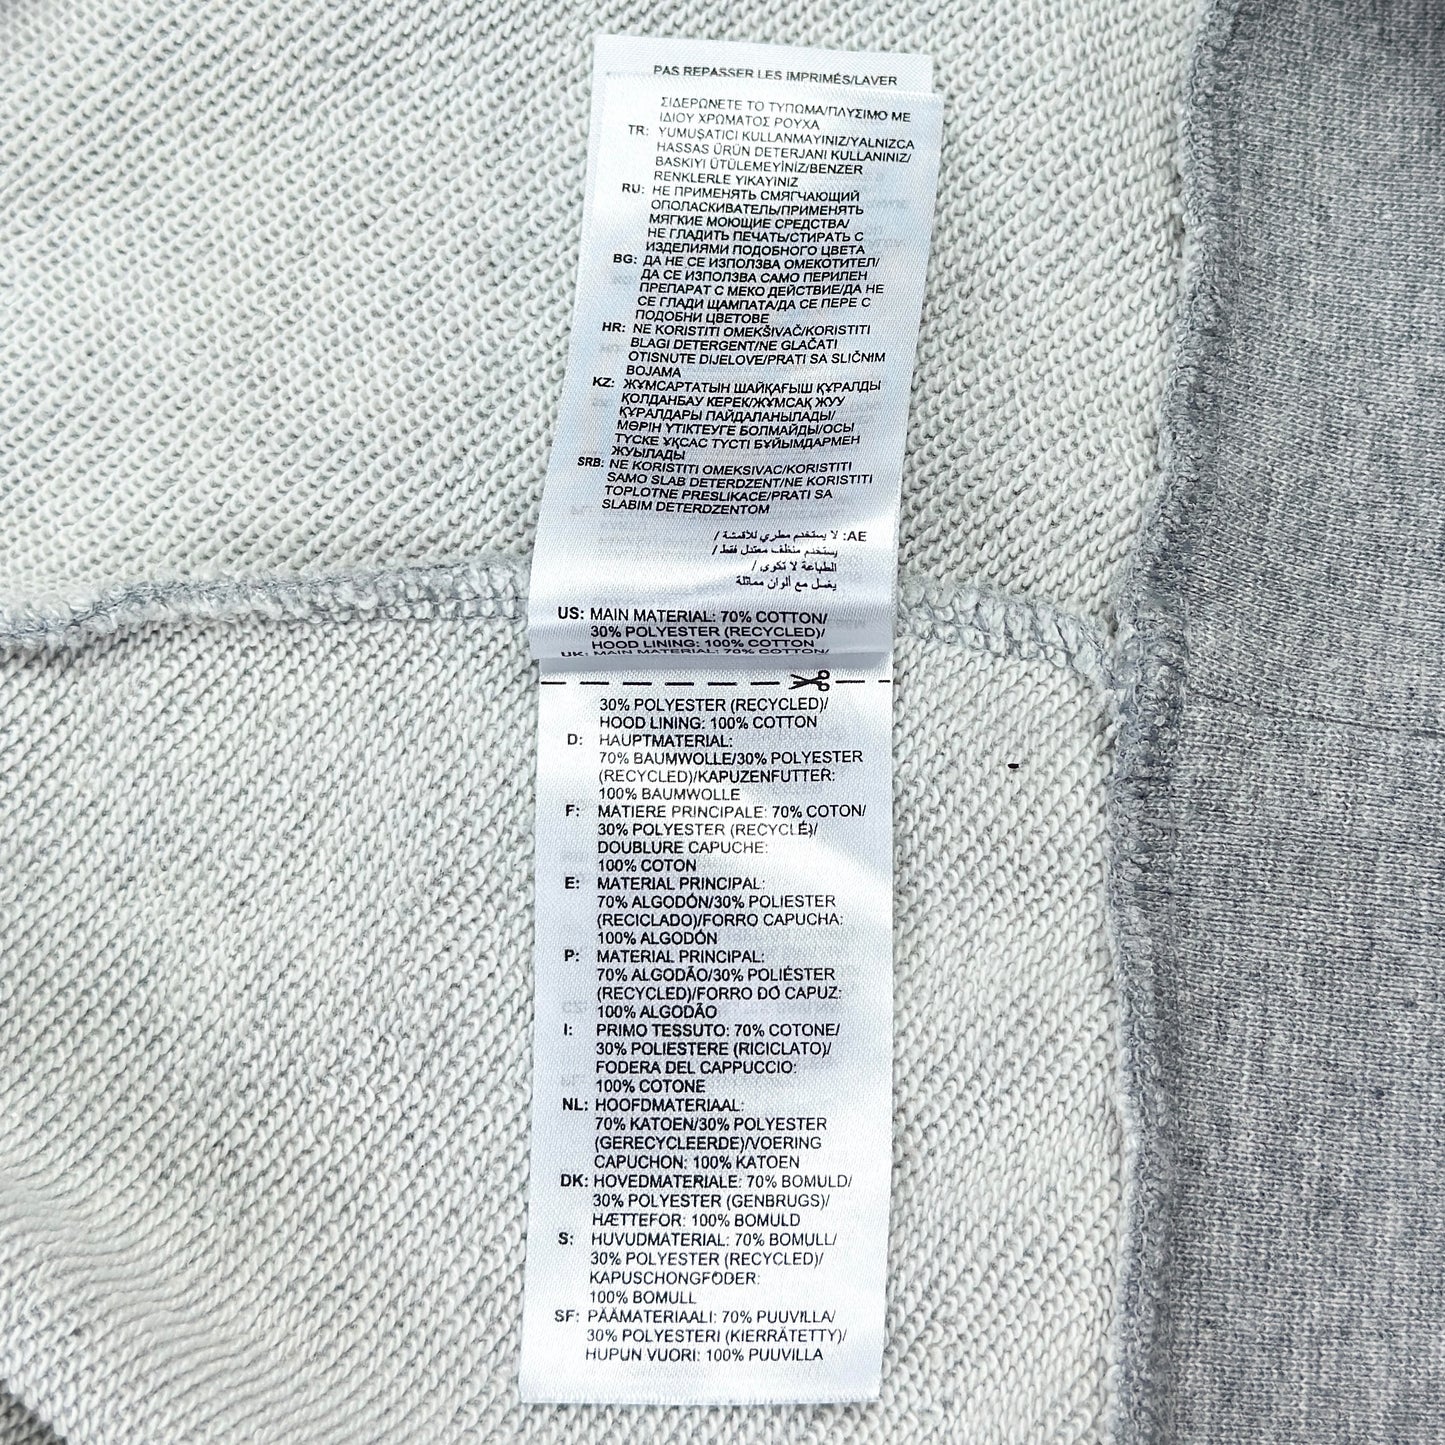 PAS REPASSER LES IMPRIMÉS/LAVER
ΣΙΔΕΡΩΝΕΤΕ ΤΟ ΤΥΠΩΜΑ/ΠΛΥΣΙΜΟ ΜΕ
ΙΔΙΟΥ ΧΡΩΜΑΤΟΣ ΡΟΥΧΑ
TR: YUMUŞATICI KULLANMAYINIZ/YALNIZCA
HASSAS ÜRÜN DETERJANI KULLANINIZ/
BASKIYI ÜTÜLEMEYİNİZ/BENZER
RENKLERLE YIKAYINIZ
RU: НЕ ПРИМЕНЯТЬ СМЯГЧАЮЩИЙ
ОПОЛАСКИВАТЕЛЬ/ПРИМЕНЯТЬ
МЯГКИЕ МОЮЩИЕ СРЕДСТВА/
НЕ ГЛАДИТЬ ПЕЧАТЬ/СТИРАТЬ С
ИЗДЕЛИЯМИ ПОДОБНОГО ЦВЕТА
BG: ДА НЕ СЕ ИЗПОЛЗВА ОМЕКОТИТЕЛ/
ДА СЕ ИЗПОЛЗВА САМО ПЕРИЛЕН
ПРЕПАРАТ С МЕКО ДЕЙСТВИЕ/ДА НЕ
СЕ ГЛАДИ ЩАМПАТА/ДА СЕ ПЕРЕ С
ПОДОБНИ ЦВЕТОВЕ
HR: NE KORISTITI OMEKŠIVAČ/KORISTITI
BLAGI DETERGENT/NE GLAČATI
OTISNUTE DIJELOVE/PRATI SA SLIČNIM
BOJAMA
KZ: ЖҰМСАРТАТЫН ШАЙҚАҒЫШ ҚҰРАЛДЫ
ҚОЛДАНБАУ КЕРЕК/ЖҰМСАҚ ЖУУ
ҚҰРАЛДАРЫ ПАЙДАЛАНЫЛАДЫ/
МӨРІН ҮТІКТЕУГЕ БОЛМАЙДЫ/ОСЫ
ТҮСКЕ ҰҚСАС ТҮСТІ БҰЙЫМДАРМЕН
ЖУЫЛАДЫ
SRB: NE KORISTITI OMEKSIVAC/KORISTITI
SAMO SLAB DETERDZENT/NE KORISTITI
TOPLOTNE PRESLIKACE/PRATI SA
SLABIM DETERDZENTOM
AE: لا يستخدم مطري للأقمشة /
يستخدم منظف معتدل فقط /
الطباعة لا تكوى /
يغسل مع ألوان مماثلة
US: MAIN MATERIAL: 70% COTTON/
30% POLYESTER (RECYCLED)/
HOOD LINING: 100% COTTON
UK: MAIN MATERIAL: 70% COTTON/
30% POLYESTER (RECYCLED)/
HOOD LINING: 100% COTTON
D: HAUPTMATERIAL:
70% BAUMWOLLE/30% POLYESTER
(RECYCLED)/KAPUZENFUTTER:
100% BAUMWOLLE
F: MATIERE PRINCIPALE: 70% COTON/
30% POLYESTER (RECYCLÉ)/
DOUBLURE CAPUCHE:
100% COTON
E: MATERIAL PRINCIPAL:
70% ALGODÓN/30% POLIESTER
(RECICLADO)/FORRO CAPUCHA:
100% ALGODÓN
P: MATERIAL PRINCIPAL:
70% ALGODÃO/30% POLIÉSTER
(RECYCLED)/FORRO DO CAPUZ:
100% ALGODÃO
I: PRIMO TESSUTO: 70% COTONE/
30% POLIESTERE (RICICLATO)/
FODERA DEL CAPPUCCIO:
100% COTONE
NL: HOOFDMATERIAAL:
70% KATOEN/30% POLYESTER
(GERECYCLEERDE)/VOERING
CAPUCHON: 100% KATOEN
DK: HOVEDMATERIALE: 70% BOMULD/
30% POLYESTER (GENBRUGS)/
HÆTTEFOR: 100% BOMULD
S: HUVUDMATERIAL: 70% BOMULL/
30% POLYESTER (RECYCLED)/
KAPUSCHONGFODER:
100% BOMULL
SF: PÄÄMATERIAALI: 70% PUUVILLA/
30% POLYESTERI (KIERRÄTETTY)/
HUPUN VUORI: 100% PUUVILLA